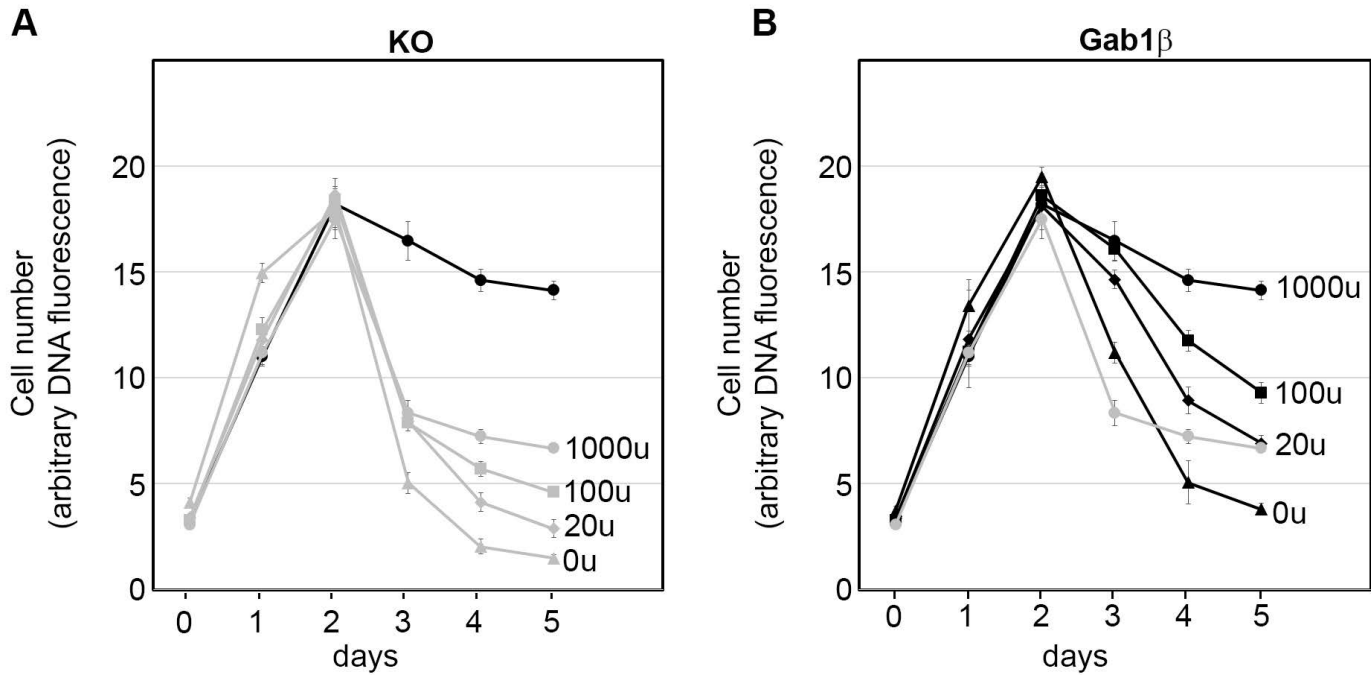 A
KO
Cell number
(arbitrary DNA fluorescence)
20
15
10
5
0
1000u
100u
20u
0u
0 1 2 3 4 5
days
B
Gab1β
Cell number
(arbitrary DNA fluorescence)
20
15
10
5
0
1000u
100u
20u
0u
0 1 2 3 4 5
days